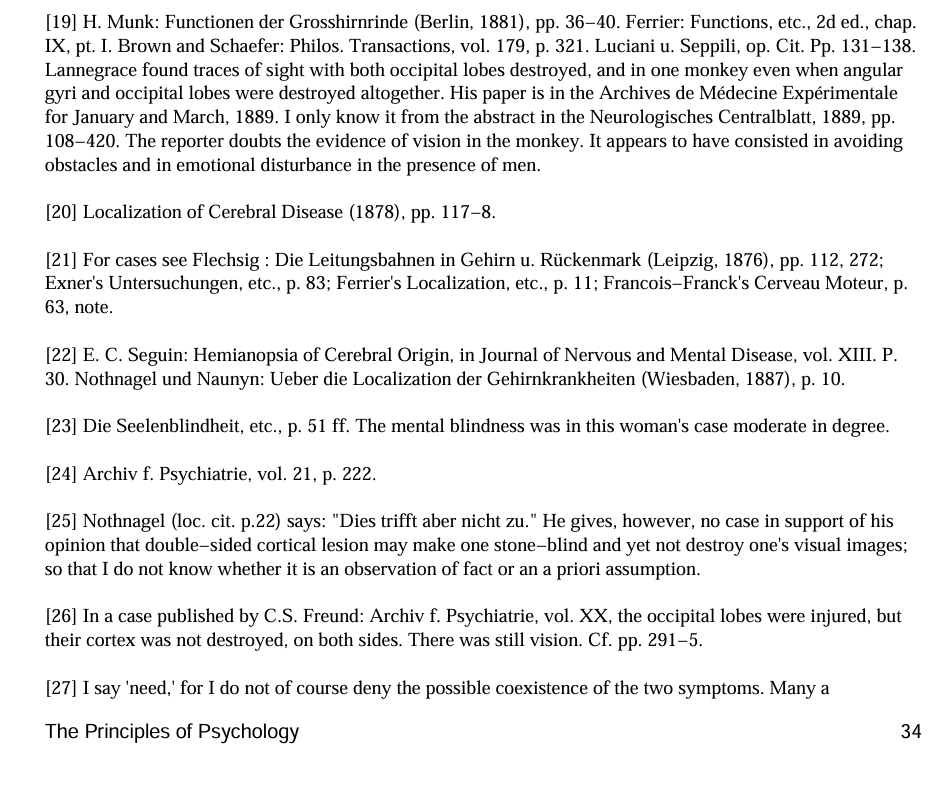 [19] H. Munk: Functionen der Grosshirnrinde (Berlin, 1881), pp. 36−40. Ferrier: Functions, etc., 2d ed., chap.
IX, pt. I. Brown and Schaefer: Philos. Transactions, vol. 179, p. 321. Luciani u. Seppili, op. Cit. Pp. 131−138.
Lannegrace found traces of sight with both occipital lobes destroyed, and in one monkey even when angular
gyri and occipital lobes were destroyed altogether. His paper is in the Archives de Médecine Expérimentale
for January and March, 1889. I only know it from the abstract in the Neurologisches Centralblatt, 1889, pp.
108−420. The reporter doubts the evidence of vision in the monkey. It appears to have consisted in avoiding
obstacles and in emotional disturbance in the presence of men.
[20] Localization of Cerebral Disease (1878), pp. 117−8.
[21] For cases see Flechsig : Die Leitungsbahnen in Gehirn u. Rückenmark (Leipzig, 1876), pp. 112, 272;
Exner's Untersuchungen, etc., p. 83; Ferrier's Localization, etc., p. 11; Francois−Franck's Cerveau Moteur, p.
63, note.
[22] E. C. Seguin: Hemianopsia of Cerebral Origin, in Journal of Nervous and Mental Disease, vol. XIII. P.
30. Nothnagel und Naunyn: Ueber die Localization der Gehirnkrankheiten (Wiesbaden, 1887), p. 10.
[23] Die Seelenblindheit, etc., p. 51 ff. The mental blindness was in this woman's case moderate in degree.
[24] Archiv f. Psychiatrie, vol. 21, p. 222.
[25] Nothnagel (loc. cit. p.22) says: "Dies trifft aber nicht zu." He gives, however, no case in support of his
opinion that double−sided cortical lesion may make one stone−blind and yet not destroy one's visual images;
so that I do not know whether it is an observation of fact or an a priori assumption.
[26] In a case published by C.S. Freund: Archiv f. Psychiatrie, vol. XX, the occipital lobes were injured, but
their cortex was not destroyed, on both sides. There was still vision. Cf. pp. 291−5.
[27] I say 'need,' for I do not of course deny the possible coexistence of the two symptoms. Many a
The Principles of Psychology 34